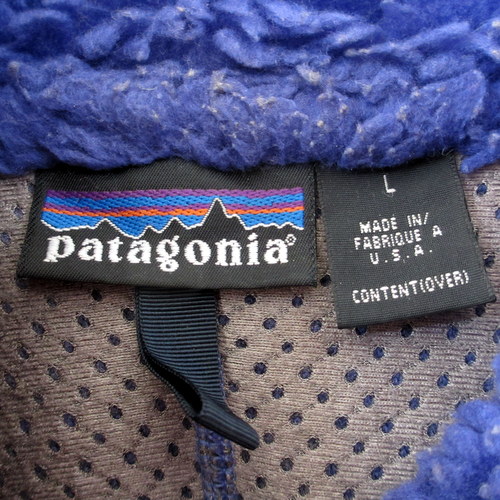 patagonia®
L
MADE IN/
FABRIQUE A
U.S.A.
CONTENT(OVER)